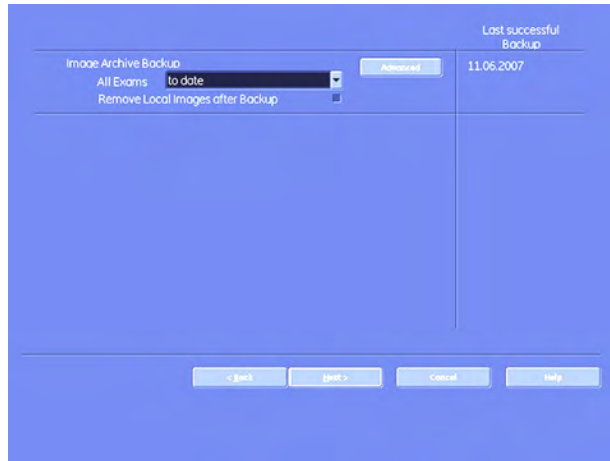 Last successful
Backup
Image Archive Backup
Advanced
11.06.2007
All Exams to date
Remove Local Images after Backup
< Back Next > Cancel Help